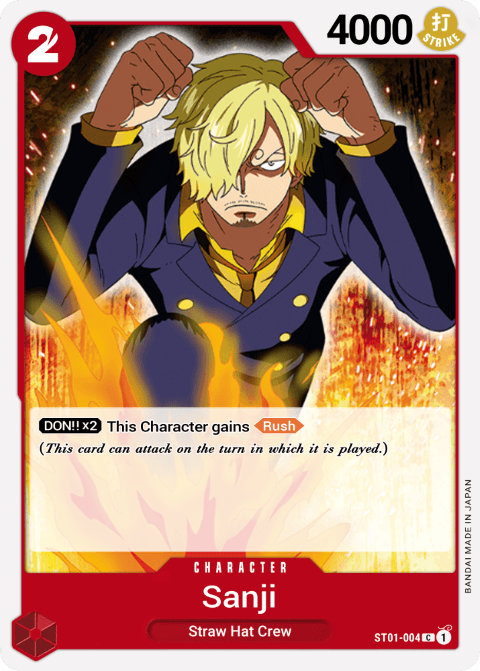 2
4000
打
STRIKE
DON!! ×2 This Character gains Rush
(This card can attack on the turn in which it is played.)
BANDAI MADE IN JAPAN
CHARACTER
Sanji
Straw Hat Crew
ST01-004 C 1